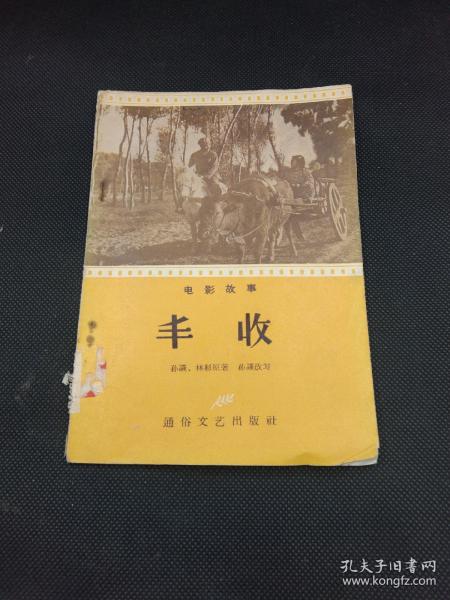 电影故事
丰收
孙谦、林杉原著 孙谦改写
通俗文艺出版社
孔夫子旧书网
www.kongfz.com